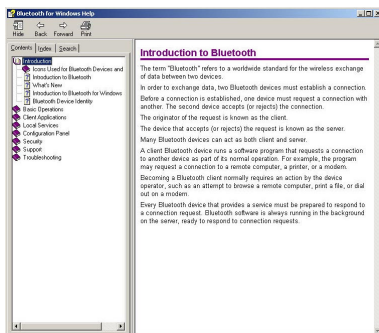 Bluetooth for Windows Help
Hide Back Forward Print
Contents Index Search
Introduction
Icons Used for Bluetooth Devices and
Introduction to Bluetooth
What's New
Introduction to Bluetooth for Windows
Bluetooth Device Identity
Basic Operations
Client Applications
Local Services
Configuration Panel
Security
Support
Troubleshooting
Introduction to Bluetooth
The term "Bluetooth" refers to a worldwide standard for the wireless exchange
of data between two devices.
In order to exchange data, two Bluetooth devices must establish a connection.
Before a connection is established, one device must request a connection with
another. The second device accepts (or rejects) the connection.
The originator of the request is known as the client.
The device that accepts (or rejects) the request is known as the server.
Many Bluetooth devices can act as both client and server.
A client Bluetooth device runs a software program that requests a connection
to another device as part of its normal operation. For example, the program
may request a connection to a remote computer, a printer, or a modem.
Becoming a Bluetooth client normally requires an action by the device
operator, such as an attempt to browse a remote computer, print a file, or dial
out on a modem.
Every Bluetooth device that provides a service must be prepared to respond to
a connection request. Bluetooth software is always running in the background
on the server, ready to respond to connection requests.